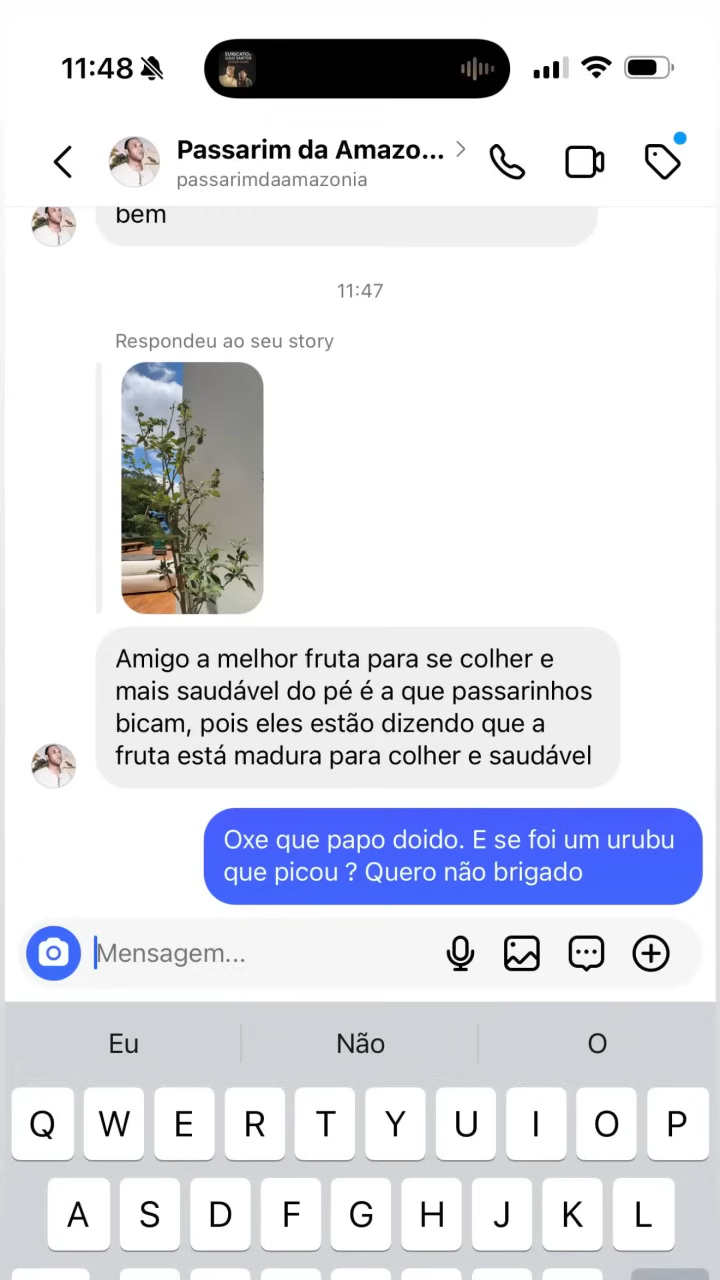 11:48
Passarim da Amazo...
passarimdaamazonia
bem
11:47
Respondeu ao seu story
Amigo a melhor fruta para se colher e
mais saudável do pé é a que passarinhos
bicam, pois eles estão dizendo que a
fruta está madura para colher e saudável
Oxe que papo doido. E se foi um urubu
que picou ? Quero não brigado
Mensagem...
Eu Não O
Q W E R T Y U I O P
A S D F G H J K L